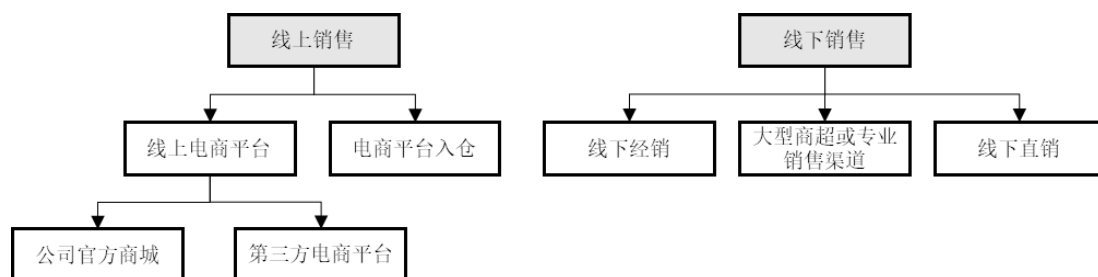 线上销售
线下销售
线上电商平台
电商平台入仓
线下经销
大型商超或专业
销售渠道
线下直销
公司官方商城
第三方电商平台